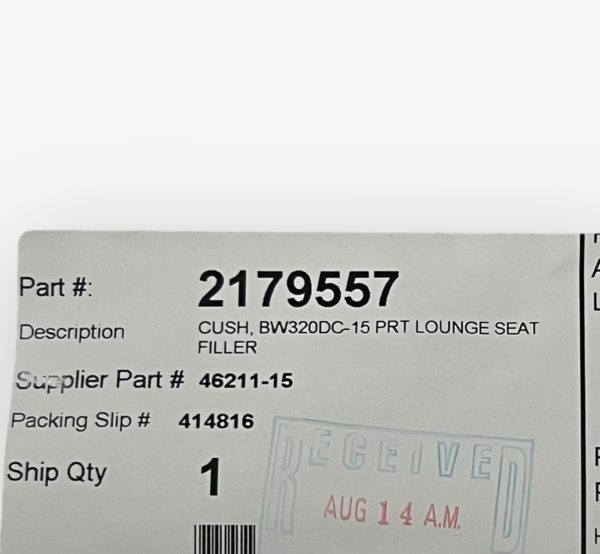 Part #: 2179557
Description CUSH, BW320DC-15 PRT LOUNGE SEAT
FILLER
Supplier Part # 46211-15
Packing Slip # 414816
Ship Qty 1
RECEIVED
AUG 14 A.M.